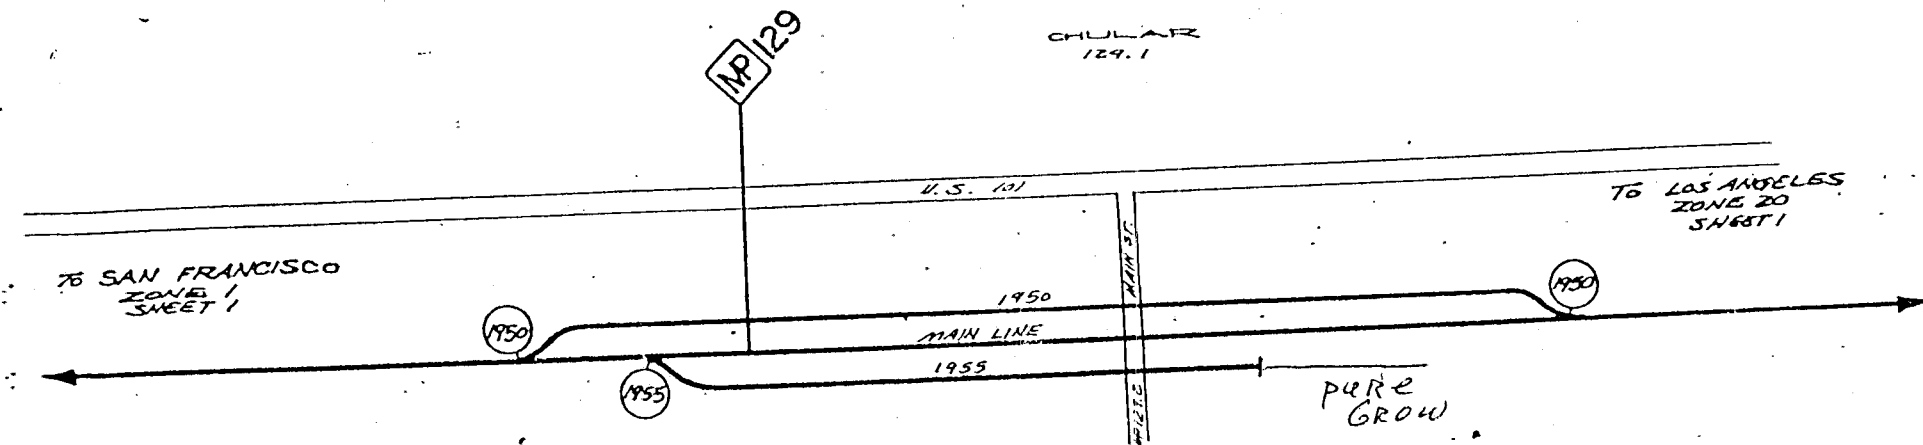 MP 129
CHULAR
129.1
U.S. 101
TO LOS ANGELES
ZONE 20
SHEET 1
MAIN ST.
TO SAN FRANCISCO
ZONE 1
SHEET 1
1950
1950
1950
MAIN LINE
1955
1955
PURE
GROW